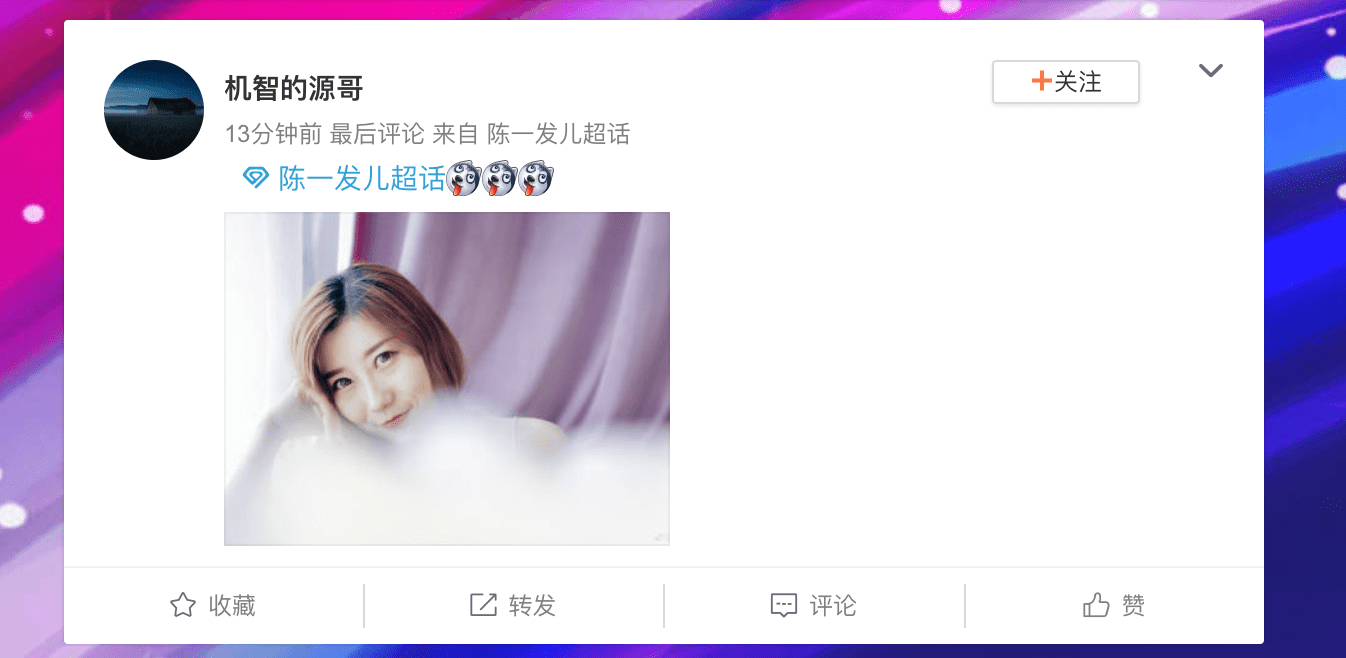 机智的源哥
+关注
13分钟前 最后评论 来自 陈一发儿超话
陈一发儿超话
收藏
转发
评论
赞